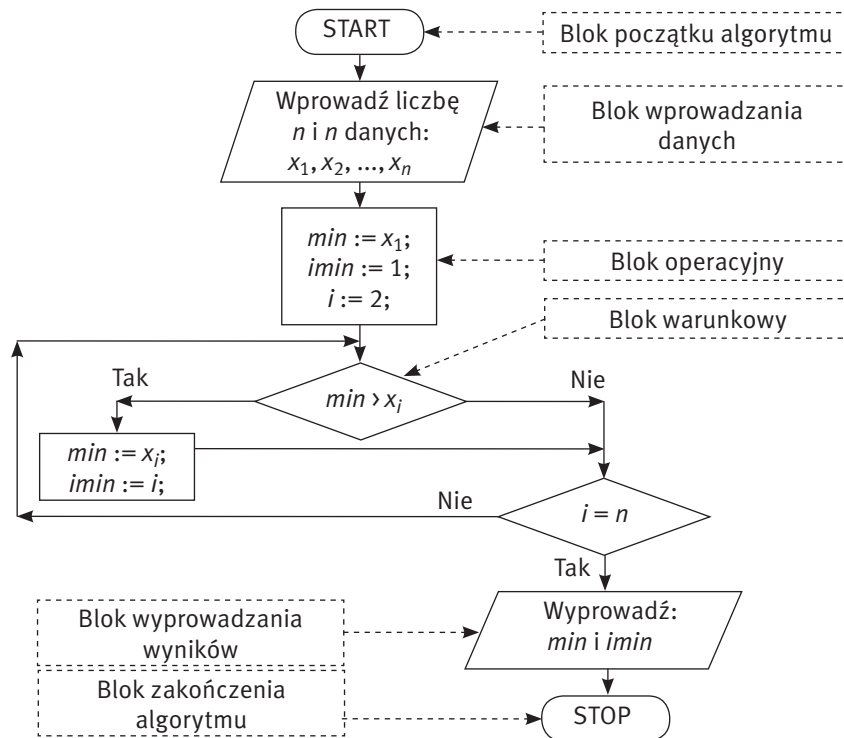 START
Blok początku algorytmu
Wprowadź liczbę
n i n danych:
x₁, x₂, ..., xₙ
Blok wprowadzania
danych
min := x₁;
imin := 1;
i := 2;
Blok operacyjny
Blok warunkowy
Tak
min > xᵢ
Nie
min := xᵢ;
imin := i;
Nie
i = n
Tak
Blok wyprowadzania
wyników
Wyprowadź:
min i imin
Blok zakończenia
algorytmu
STOP